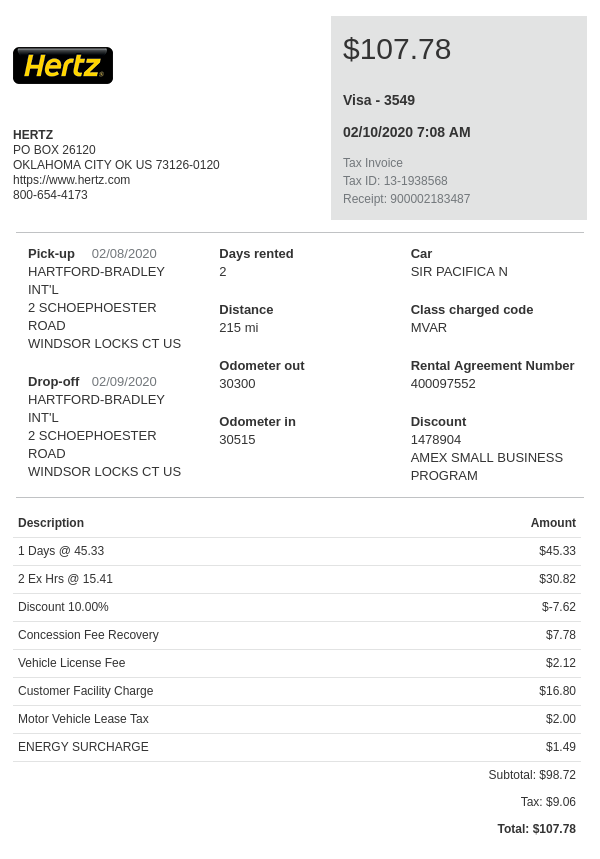 Hertz
$107.78
Visa - 3549
02/10/2020 7:08 AM
Tax Invoice
Tax ID: 13-1938568
Receipt: 900002183487
HERTZ
PO BOX 26120
OKLAHOMA CITY OK US 73126-0120
https://www.hertz.com
800-654-4173
Pick-up 02/08/2020
HARTFORD-BRADLEY
INT'L
2 SCHOEPHOESTER
ROAD
WINDSOR LOCKS CT US
Drop-off 02/09/2020
HARTFORD-BRADLEY
INT'L
2 SCHOEPHOESTER
ROAD
WINDSOR LOCKS CT US
Days rented
2
Distance
215 mi
Odometer out
30300
Odometer in
30515
Car
SIR PACIFICA N
Class charged code
MVAR
Rental Agreement Number
400097552
Discount
1478904
AMEX SMALL BUSINESS
PROGRAM
Description Amount
1 Days @ 45.33 $45.33
2 Ex Hrs @ 15.41 $30.82
Discount 10.00% $-7.62
Concession Fee Recovery $7.78
Vehicle License Fee $2.12
Customer Facility Charge $16.80
Motor Vehicle Lease Tax $2.00
ENERGY SURCHARGE $1.49
Subtotal: $98.72
Tax: $9.06
Total: $107.78